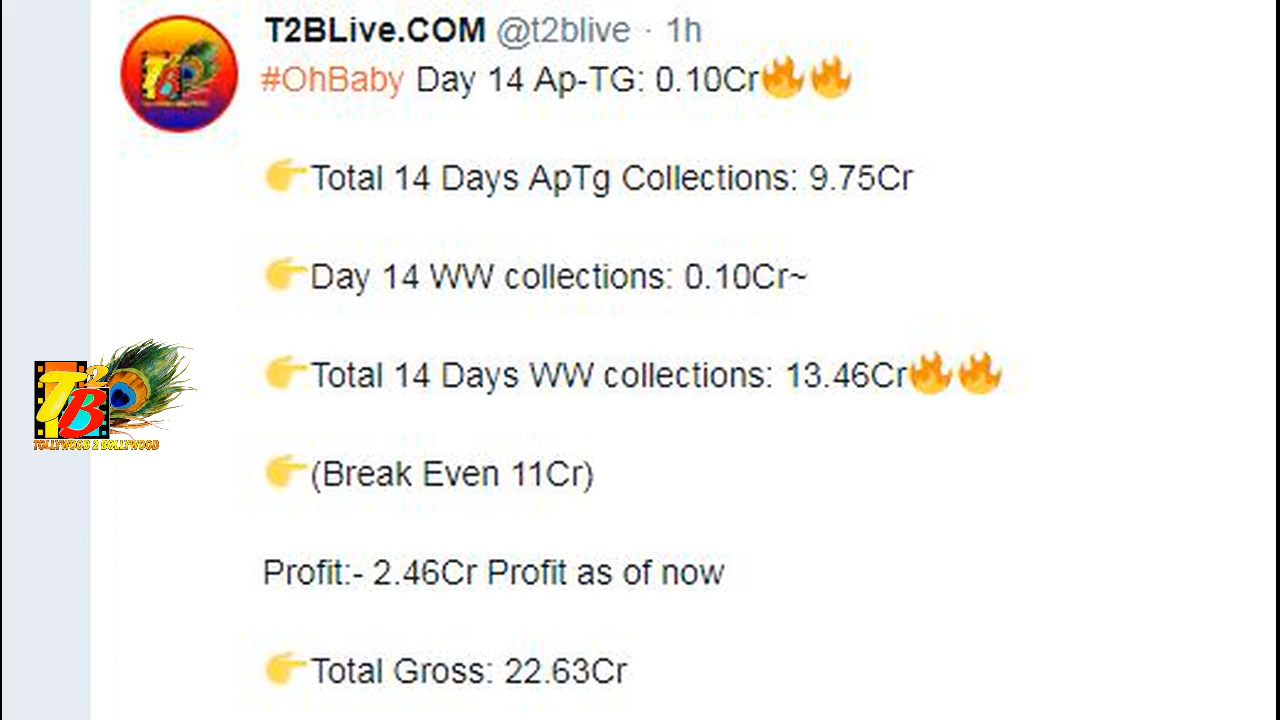 T2BLive.COM @t2blive · 1h
#OhBaby Day 14 Ap-TG: 0.10Cr🔥🔥
👉Total 14 Days ApTg Collections: 9.75Cr
👉Day 14 WW collections: 0.10Cr~
👉Total 14 Days WW collections: 13.46Cr🔥🔥
👉(Break Even 11Cr)
Profit:- 2.46Cr Profit as of now
👉Total Gross: 22.63Cr
T2B
TOLLYWOOD 2 BOLLYWOOD